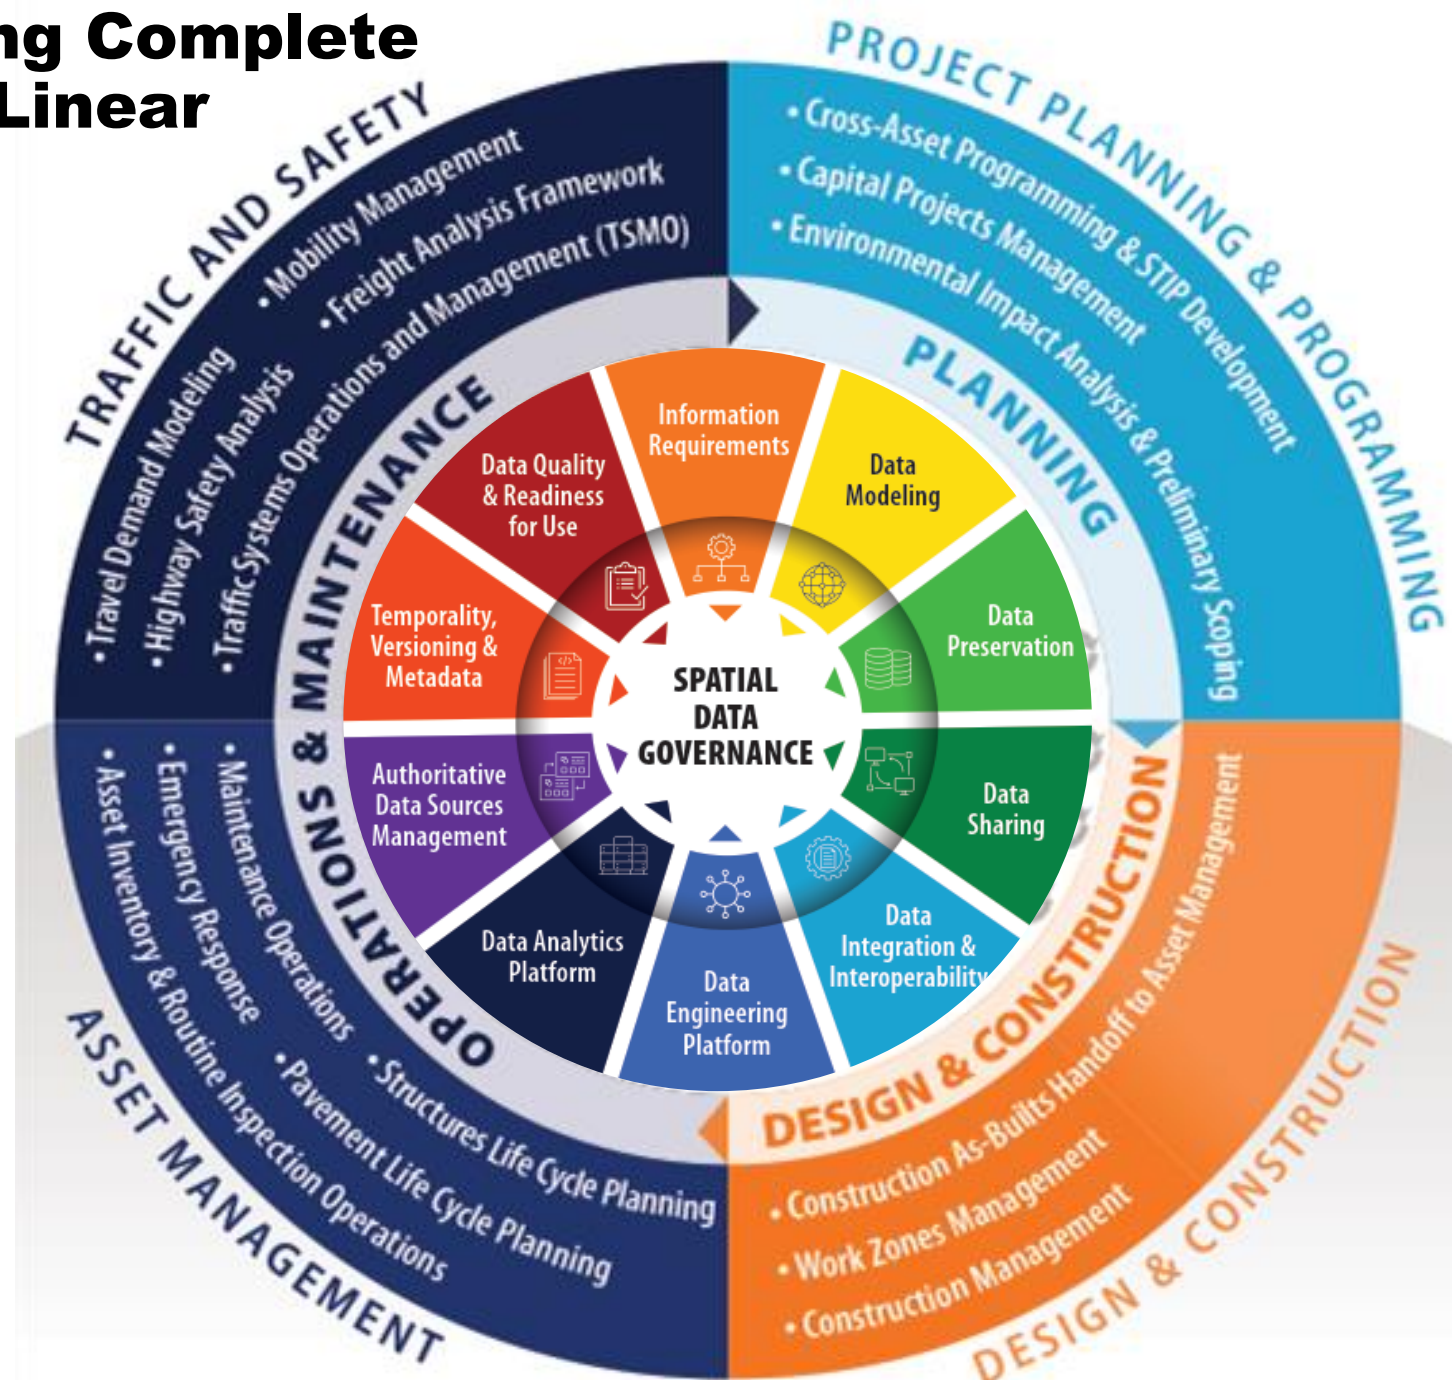 ng Complete
Linear
TRAFFIC AND SAFETY
• Mobility Management
• Freight Analysis Framework
• Traffic Systems Operations and Management (TSMO)
• Highway Safety Analysis
• Travel Demand Modeling
PROJECT PLANNING & PROGRAMMING
• Cross-Asset Programming & STIP Development
• Capital Projects Management
• Environmental Impact Analysis & Preliminary Scoping
PLANNING
DESIGN & CONSTRUCTION
OPERATIONS & MAINTENANCE
Information
Requirements
Data
Modeling
Data
Preservation
Data
Sharing
Data
Integration &
Interoperability
Data
Engineering
Platform
Data Analytics
Platform
Authoritative
Data Sources
Management
Temporality,
Versioning &
Metadata
Data Quality
& Readiness
for Use
SPATIAL
DATA
GOVERNANCE
• Maintenance Operations
• Emergency Response
• Asset Inventory & Routine Inspection Operations
• Structures Life Cycle Planning
• Pavement Life Cycle Planning
ASSET MANAGEMENT
• Construction As-Builts Handoff to Asset Management
• Work Zones Management
• Construction Management
DESIGN & CONSTRUCTION